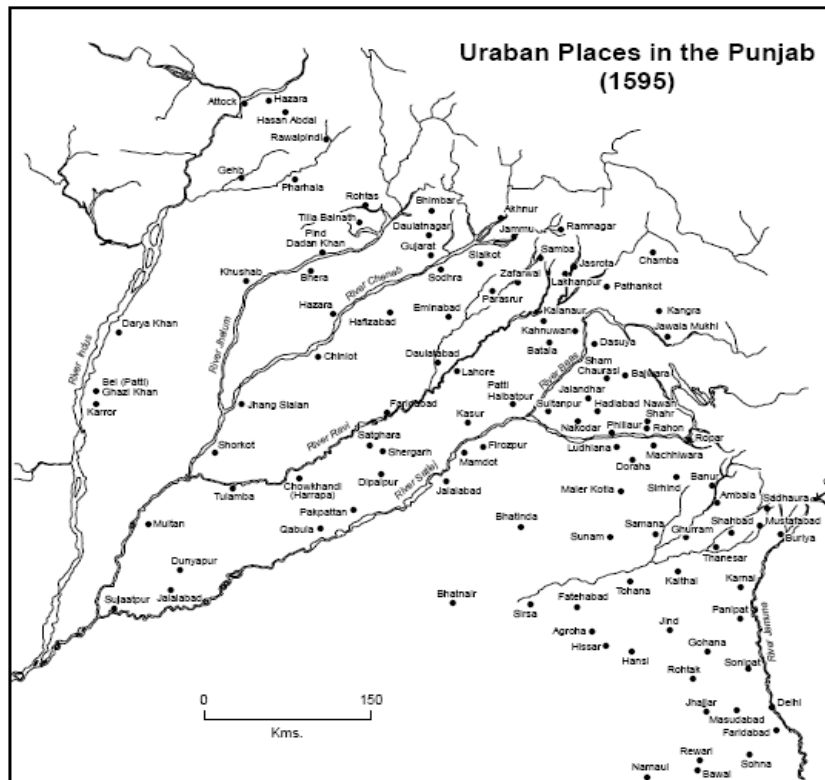 Uraban Places in the Punjab
(1595)
Attock
Hazara
Hasan Abdal
Rawalpindi
Gehb
Pharhala
Rohtas
Bhimbar
Akhnur
Ramnagar
Tilla Balnath
Daulatnagar
Jammu
Pind
Dadan Khan
Gujarat
Sialkot
Samba
Chamba
Khushab
Bhera
Sodhra
Zafarwal
Jasrota
Lakhanpur
Pathankot
River Chenab
Parasrur
Hazara
Hafizabad
Eminabad
Kalanaur
Kangra
Darya Khan
River Jhelum
Kahnuwan
Jawala Mukhi
River Indus
Chiniot
Daulatabad
Batala
Dasuya
Lahore
Sham
Chaurasi
Bajwara
River Beas
Bel (Patti)
Ghazi Khan
Karror
Patti
Haibatpur
Jalandhar
Jhang Sialan
Faridabad
Sultanpur
Hadiabad
Nawan
Shahr
Kasur
Nakodar
Phillaur
Rahon
River Ravi
Satghara
Ropar
Shorkot
Shergarh
Firozpur
Ludhiana
Machhiwara
Mamdot
Doraha
River Satlej
Tulamba
Chowkhandi
(Harrapa)
Dipalpur
Jalalabad
Maler Kotla
Sirhind
Banur
Ambala
Sadhaura
Pakpattan
Multan
Qabula
Bhatinda
Samana
Ghurram
Shahbad
Mustafabad
Sunam
Buriya
Thanesar
Dunyapur
Kaithal
Karnal
Jalalabad
Tohana
Sujaatpur
Bhatnair
Sirsa
Fatehabad
Panipat
River Jamuna
Agroha
Jind
Gohana
Hissar
Hansi
Sonipat
Rohtak
0
150
Kms.
Jhajjar
Delhi
Masudabad
Faridabad
Rewari
Sohna
Narnaul
Bawal